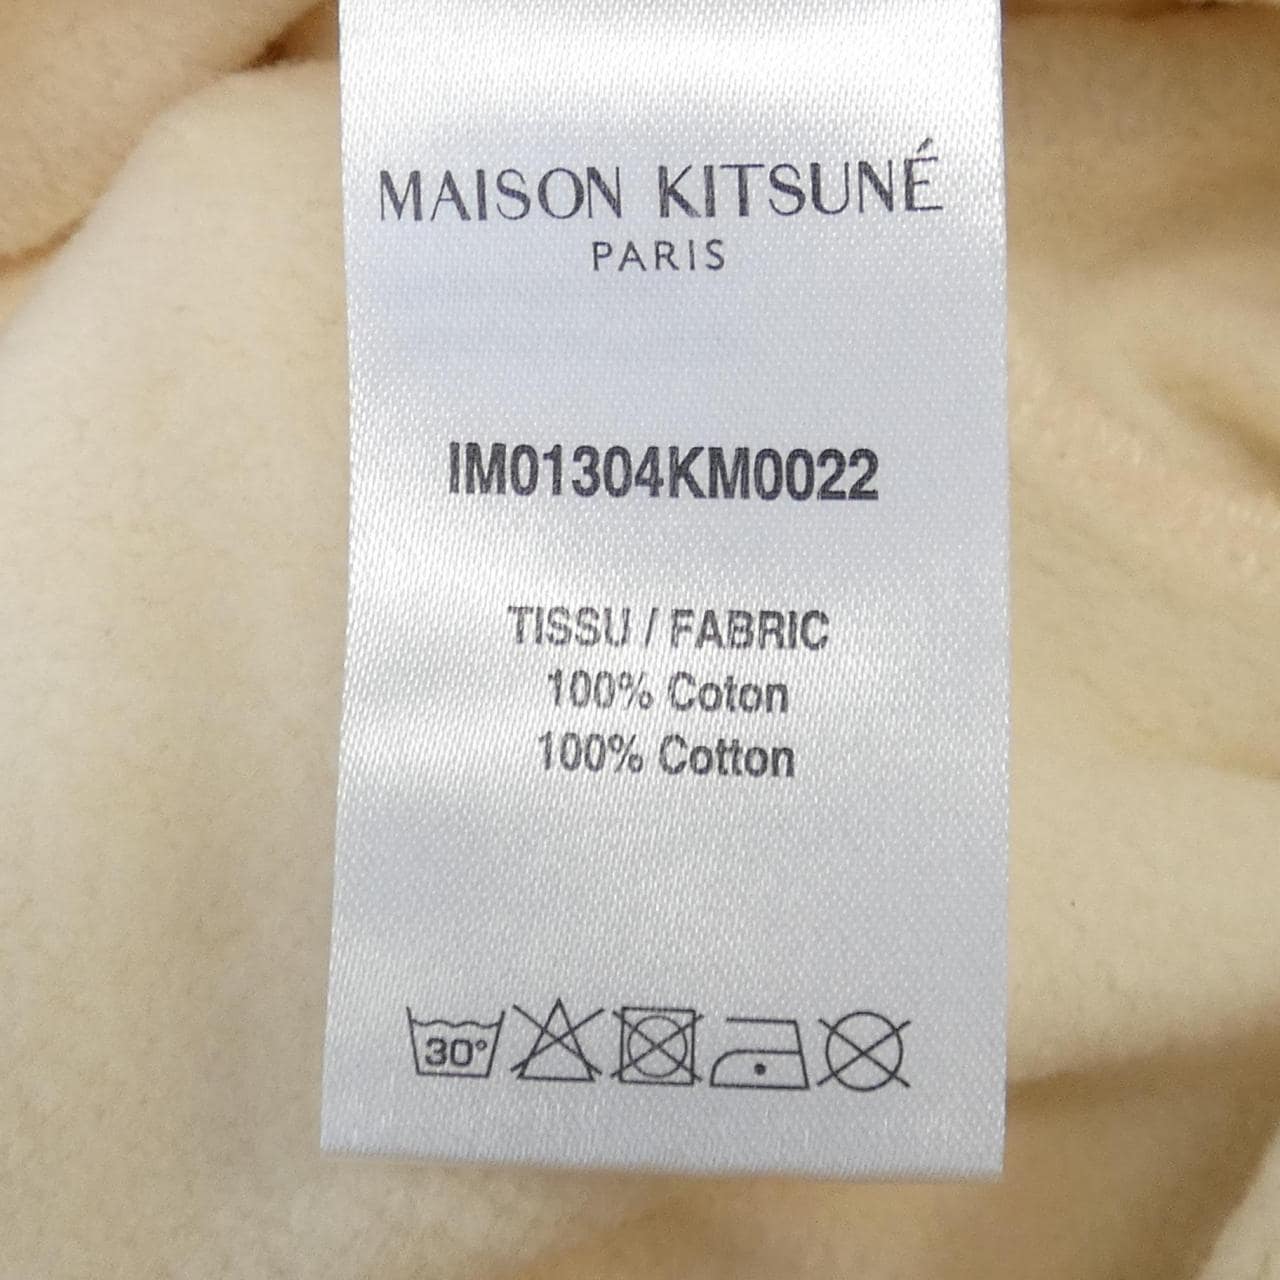 MAISON KITSUNÉ
PARIS
IM01304KM0022
TISSU / FABRIC
100% Coton
100% Cotton
30°